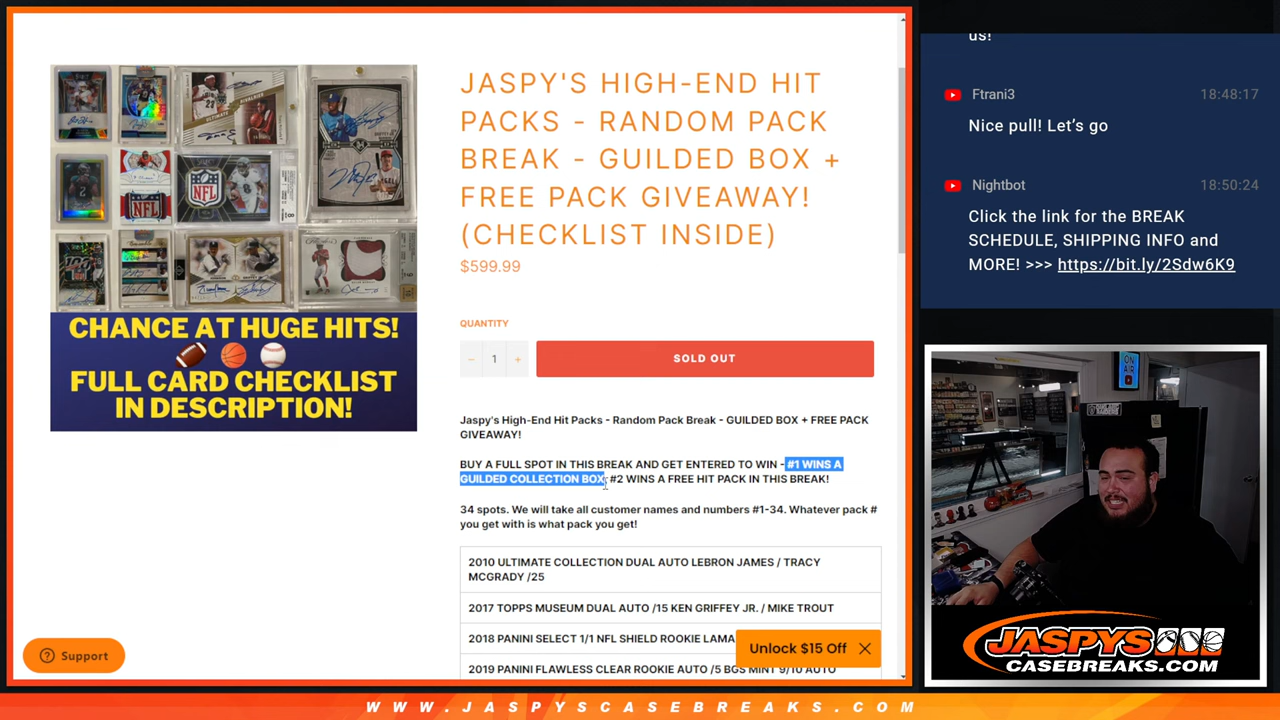 JASPY'S HIGH-END HIT
PACKS - RANDOM PACK
BREAK - GUILDED BOX +
FREE PACK GIVEAWAY!
(CHECKLIST INSIDE)
$599.99
QUANTITY
− 1 +
SOLD OUT
CHANCE AT HUGE HITS!
FULL CARD CHECKLIST
IN DESCRIPTION!
Jaspy's High-End Hit Packs - Random Pack Break - GUILDED BOX + FREE PACK
GIVEAWAY!
BUY A FULL SPOT IN THIS BREAK AND GET ENTERED TO WIN - #1 WINS A
GUILDED COLLECTION BOX, #2 WINS A FREE HIT PACK IN THIS BREAK!
34 spots. We will take all customer names and numbers #1-34. Whatever pack #
you get with is what pack you get!
2010 ULTIMATE COLLECTION DUAL AUTO LEBRON JAMES / TRACY
MCGRADY /25
2017 TOPPS MUSEUM DUAL AUTO /15 KEN GRIFFEY JR. / MIKE TROUT
2018 PANINI SELECT 1/1 NFL SHIELD ROOKIE LAMA
2019 PANINI FLAWLESS CLEAR ROOKIE AUTO /5 BGS MINT 9/10 AUTO
Support
Unlock $15 Off
us!
Ftrani3 18:48:17
Nice pull! Let's go
Nightbot 18:50:24
Click the link for the BREAK
SCHEDULE, SHIPPING INFO and
MORE! >>> https://bit.ly/2Sdw6K9
ON
AIR
JASPYS
CASEBREAKS.COM
WWW.JASPYSCASEBREAKS.COM